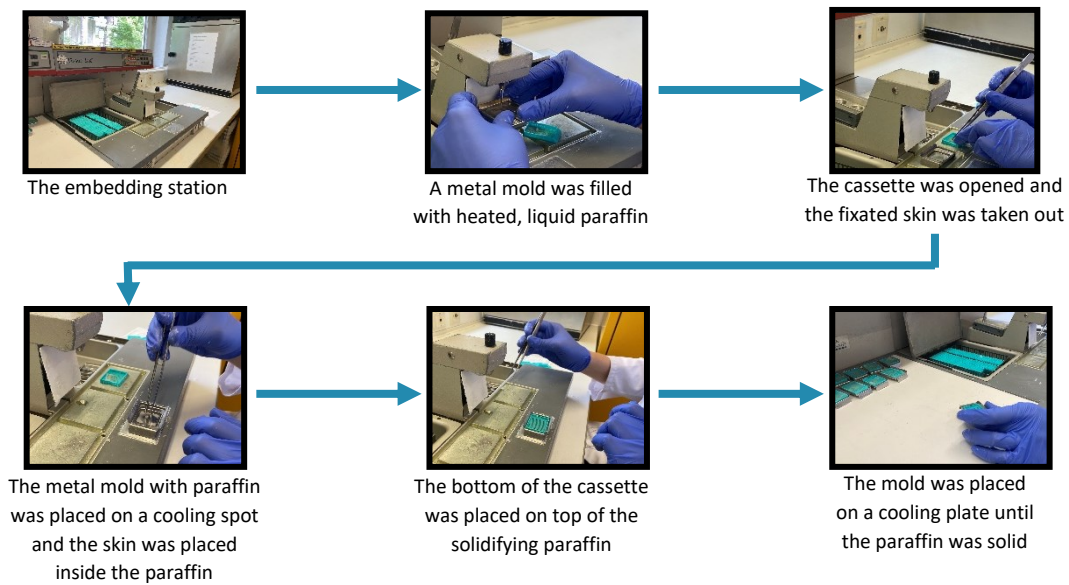 The embedding station
A metal mold was filled
with heated, liquid paraffin
The cassette was opened and
the fixated skin was taken out
The metal mold with paraffin
was placed on a cooling spot
and the skin was placed
inside the paraffin
The bottom of the cassette
was placed on top of the
solidifying paraffin
The mold was placed
on a cooling plate until
the paraffin was solid